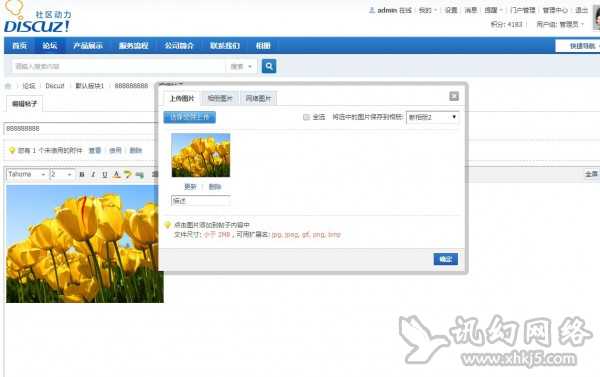 社区动力
DISCUZ!
admin 在线 | 我的 | 设置 | 消息 | 提醒 | 门户管理 | 管理中心 | 退出
积分: 4183 | 用户组: 管理员
首页 论坛 产品展示 服务流程 公司简介 联系我们 相册 快捷导航
请输入搜索内容 搜索
论坛 › Discuz! › 默认版块1 › 888888888 ›
编辑帖子
888888888
您有 1 个未使用的附件 查看 | 使用 | 删除
Tahoma 2 B I U A
全屏
上传图片 相册图片 网络图片
全选 将选中的图片保存到相册: 新相册2
更新 | 删除
描述
点击图片添加到帖子内容中
文件尺寸: 小于 2MB , 可用扩展名: jpg, jpeg, gif, png, bmp
确定
讯幻网络
www.xhkj5.com